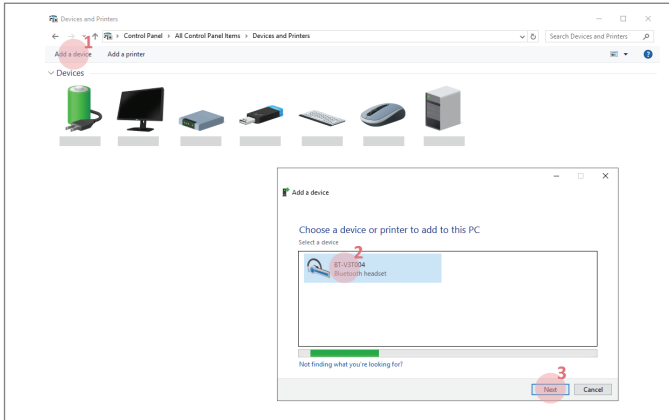 Devices and Printers
Control Panel > All Control Panel Items > Devices and Printers
Search Devices and Printers
1
Add a device Add a printer
Devices
Add a device
Choose a device or printer to add to this PC
Select a device
2
BT-V3T004
Bluetooth headset
Not finding what you're looking for?
3
Next Cancel